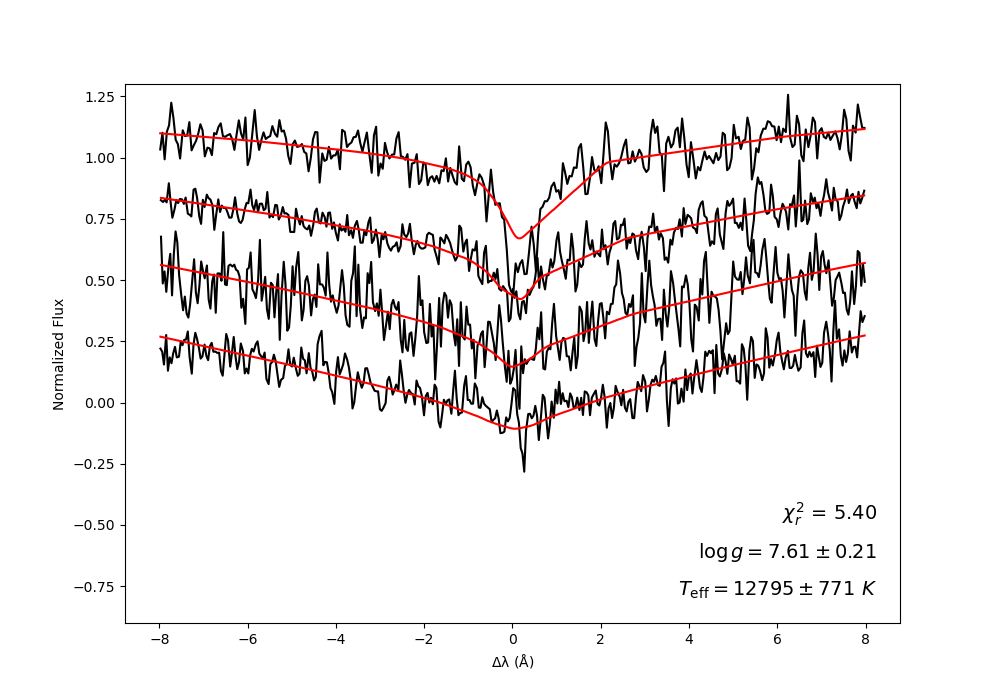 1.25
1.00
0.75
0.50
0.25
0.00
−0.25
−0.50
−0.75
Normalized Flux
χ²ᵣ = 5.40
log g = 7.61 ± 0.21
T_eff = 12795 ± 771 K
−8 −6 −4 −2 0 2 4 6 8
Δλ (Å)